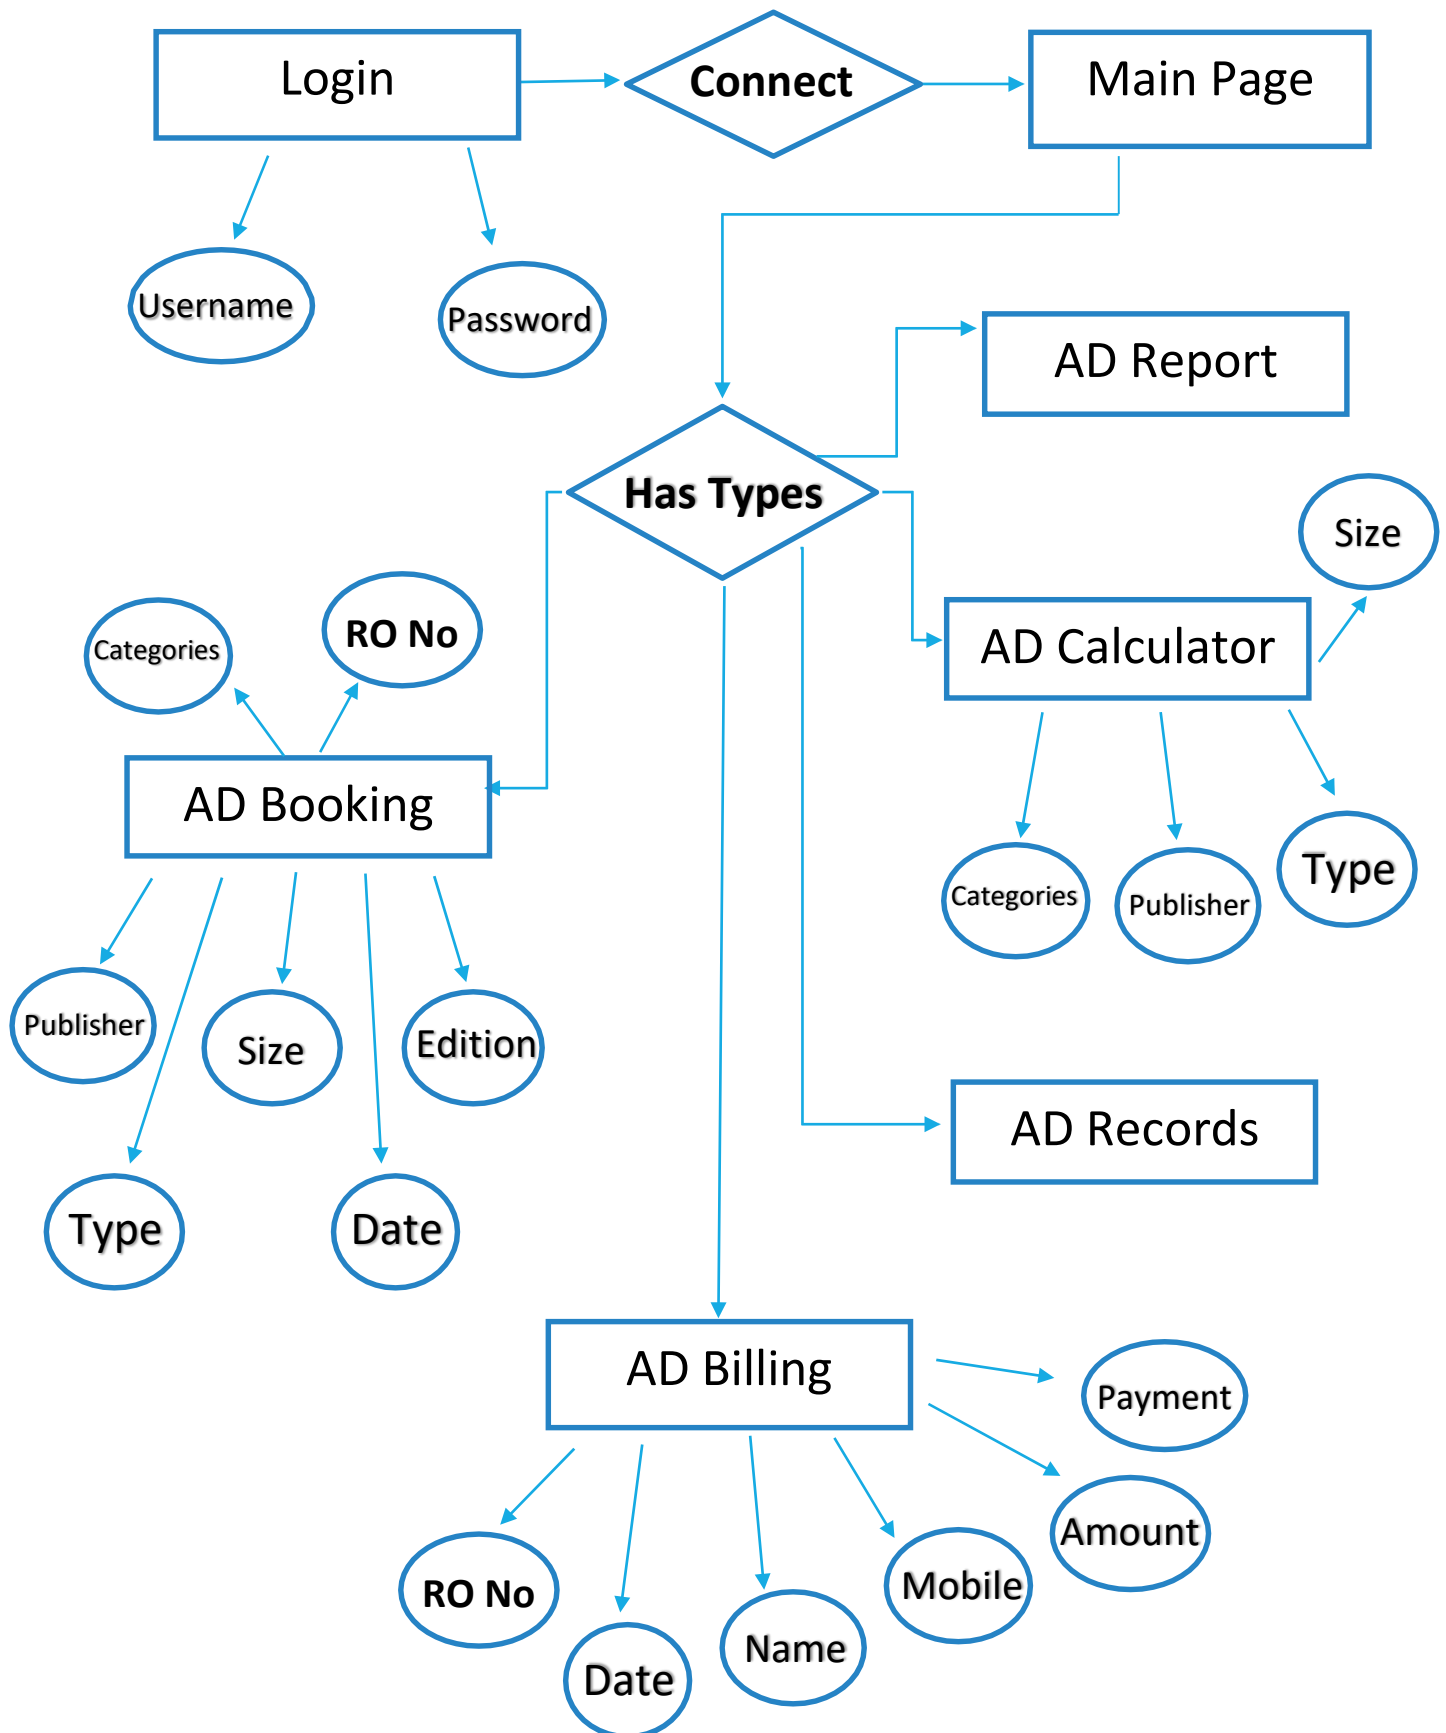 Login
Connect
Main Page
Username
Password
AD Report
Has Types
Size
Categories
RO No
AD Calculator
AD Booking
Categories
Publisher
Type
Publisher
Size
Edition
AD Records
Type
Date
AD Billing
Payment
Amount
RO No
Mobile
Name
Date